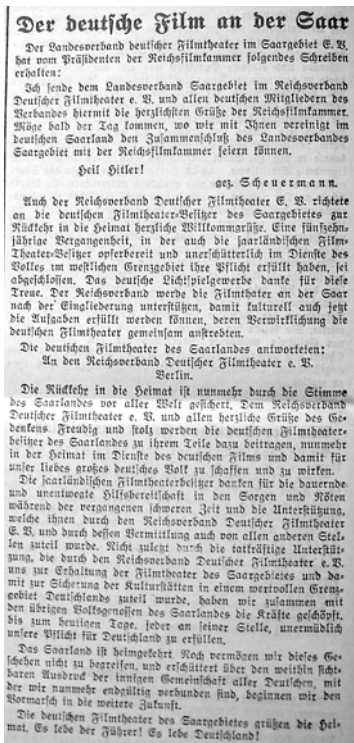 Der deutsche Film an der Saar
Der Landesverband deutscher Filmtheater im Saargebiet E. V.
hat vom Präsidenten der Reichsfilmkammer folgendes Schreiben
erhalten:
Ich sende dem Landesverband Saargebiet im Reichsverband
Deutscher Filmtheater e. V. und allen deutschen Mitgliedern des
Verbandes hiermit die herzlichsten Grüße der Reichsfilmkammer.
Möge bald der Tag kommen, wo wir mit Ihnen vereinigt im
deutschen Saarland den Zusammenschluß des Landesverbandes
Saargebiet mit der Reichsfilmkammer feiern können.
Heil Hitler!
gez. Scheuermann.
Auch der Reichsverband Deutscher Filmtheater E. V. richtete
an die deutschen Filmtheater-Besitzer des Saargebietes zur
Rückkehr in die Heimat herzliche Willkommgrüße. Eine fünfzehn-
jährige Vergangenheit, in der auch die saarländischen Film-
Theater-Besitzer opferbereit und unerschütterlich im Dienste des
Volkes im westlichen Grenzgebiet ihre Pflicht erfüllt haben, sei
abgeschlossen. Das deutsche Lichtspielgewerbe danke für diese
Treue. Der Reichsverband werde die Filmthater an der Saar
nach der Eingliederung unterstützen, damit kulturell auch jetzt
die Aufgaben erfüllt werden können, deren Verwirklichung die
deutschen Filmtheater gemeinsam anstrebten.
Die deutschen Filmtheater des Saarlandes antworteten:
An den Reichsverband Deutscher Filmtheater e. V.
Berlin.
Die Rückkehr in die Heimat ist nunmehr durch die Stimme
des Saarlandes vor aller Welt gesichert. Dem Reichsverband
Deutscher Filmtheater e. V. und allen herzliche Grüße des Ge-
denkens. Freudig und stolz werden die deutschen Filmtheater-
besitzer des Saarlandes zu ihrem Teile dazu beitragen, nunmehr
in der Heimat im Dienste des deutschen Films und damit für
unser liebes großes deutsches Volk zu schaffen und zu wirken.
Die saarländischen Filmtheaterbesitzer danken für die dauernde
und unentwegte Hilfsbereitschaft in den Sorgen und Nöten
während der vergangenen schweren Zeit und die Unterstützung,
welche ihnen durch den Reichsverband Deutscher Filmtheater
E. V. und durch dessen Vermittlung auch von allen anderen Stel-
len zuteil wurde. Nicht zuletzt durch die tatkräftige Unterstüt-
zung, die durch den Reichsverband Deutscher Filmtheater e. V.
uns zur Erhaltung der Filmtheater des Saargebietes und da-
mit zur Sicherung der Kulturstätten in einem wertvollen Grenz-
gebiet Deutschlands zuteil wurde, haben wir zusammen mit
den übrigen Volksgenossen des Saarlandes die Kräfte geschöpft,
bis zum heutigen Tage, jeder an seiner Stelle, unermüdlich
unsere Pflicht für Deutschland zu erfüllen.
Das Saarland ist heimgekehrt. Noch vermögen wir dieses Ge-
schehen nicht zu begreifen, und erschüttert über den weithin sicht-
baren Ausdruck der innigen Gemeinschaft aller Deutschen, mit
der wir nunmehr endgültig verbunden sind, beginnen wir den
Vormarsch in die weitere Zukunft.
Die deutschen Filmtheater des Saargebietes grüßen die Hei-
mat. Es lebe der Führer! Es lebe Deutschland!